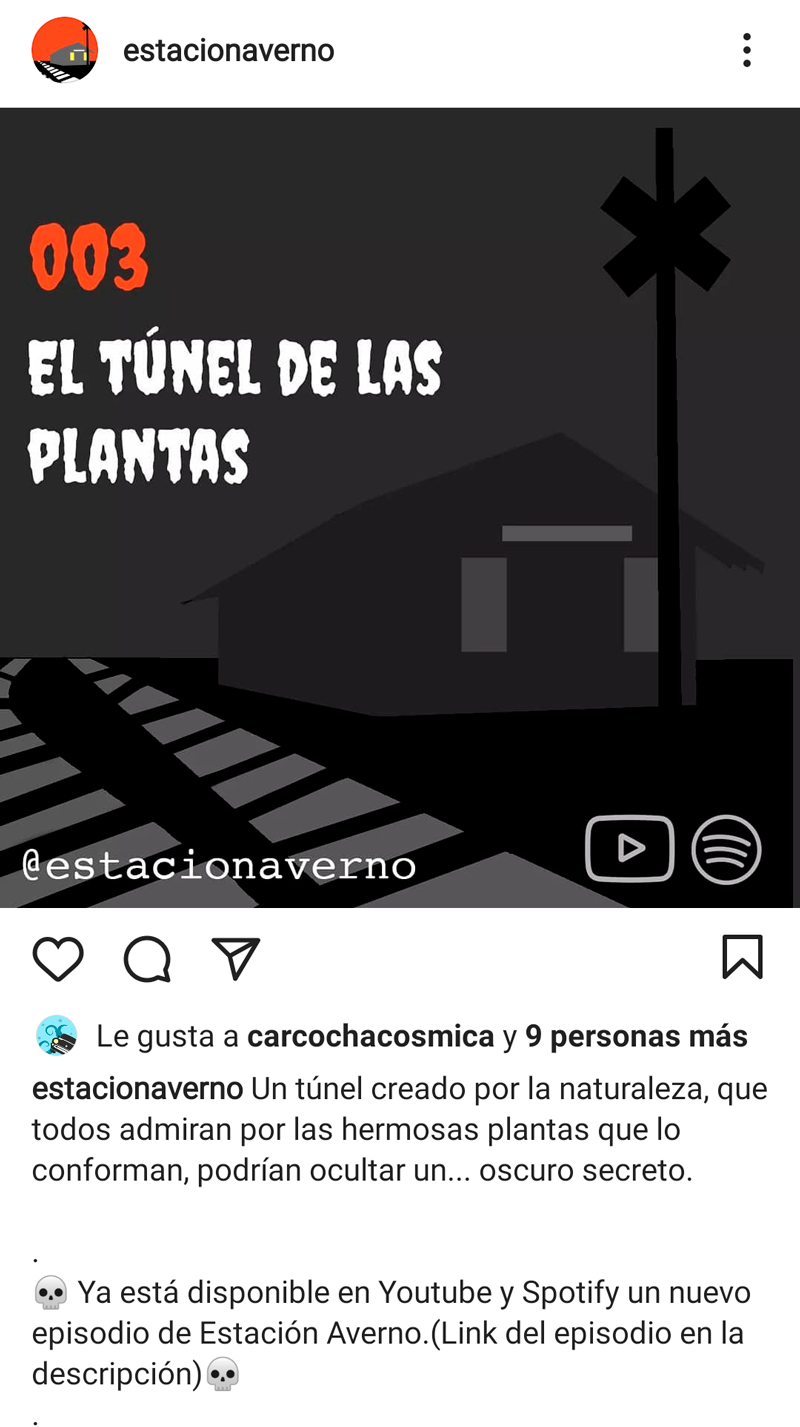 estacionaverno
003
EL TÚNEL DE LAS
PLANTAS
@estacionaverno
Le gusta a carcochacosmica y 9 personas más
estacionaverno Un túnel creado por la naturaleza, que
todos admiran por las hermosas plantas que lo
conforman, podrían ocultar un... oscuro secreto.
.
💀 Ya está disponible en Youtube y Spotify un nuevo
episodio de Estación Averno.(Link del episodio en la
descripción)💀
.